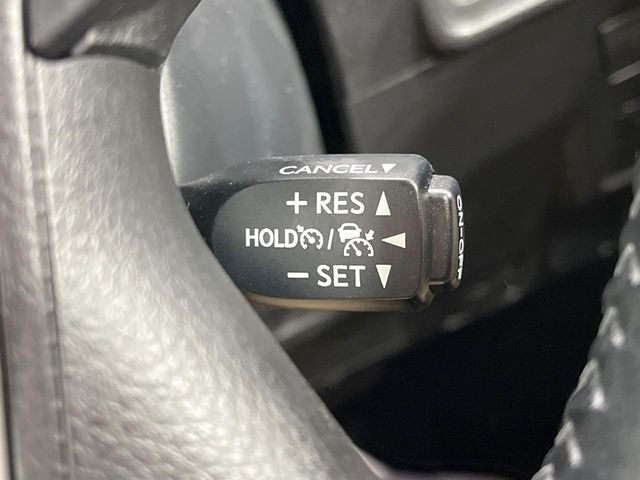 CANCEL▼
+ RES ▲
HOLD / ◀
− SET ▼
ON-OFF